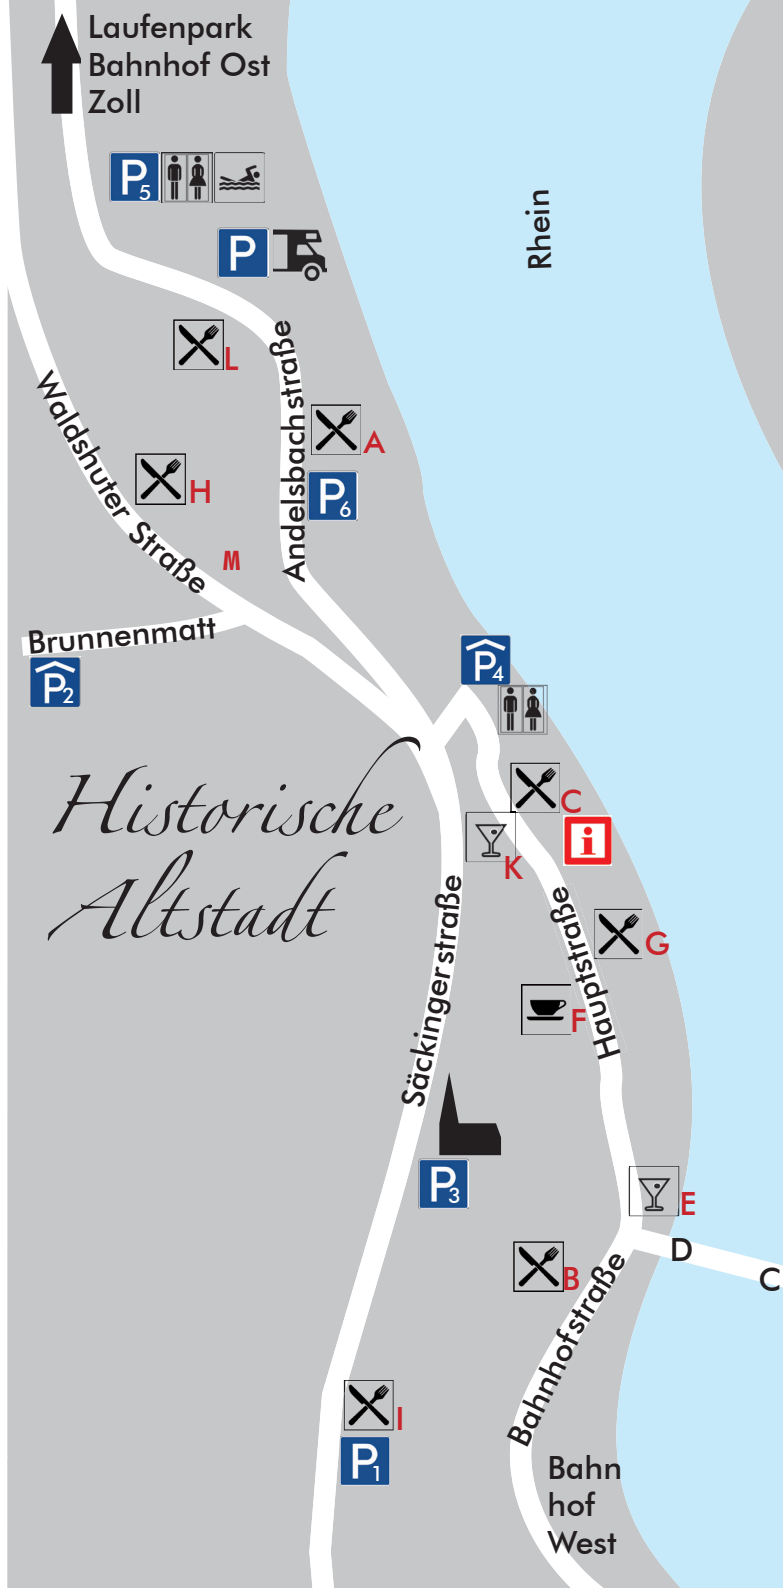 Laufenpark
Bahnhof Ost
Zoll
P5
Rhein
P
L
Andelsbachstraße
Waldshuter Straße
A
H
P6
M
Brunnenmatt
P2
P4
Historische
Altstadt
C
i
K
Hauptstraße
Säckingerstraße
G
F
P3
E
D
C
B
Bahnhofstraße
I
P1
Bahn
hof
West